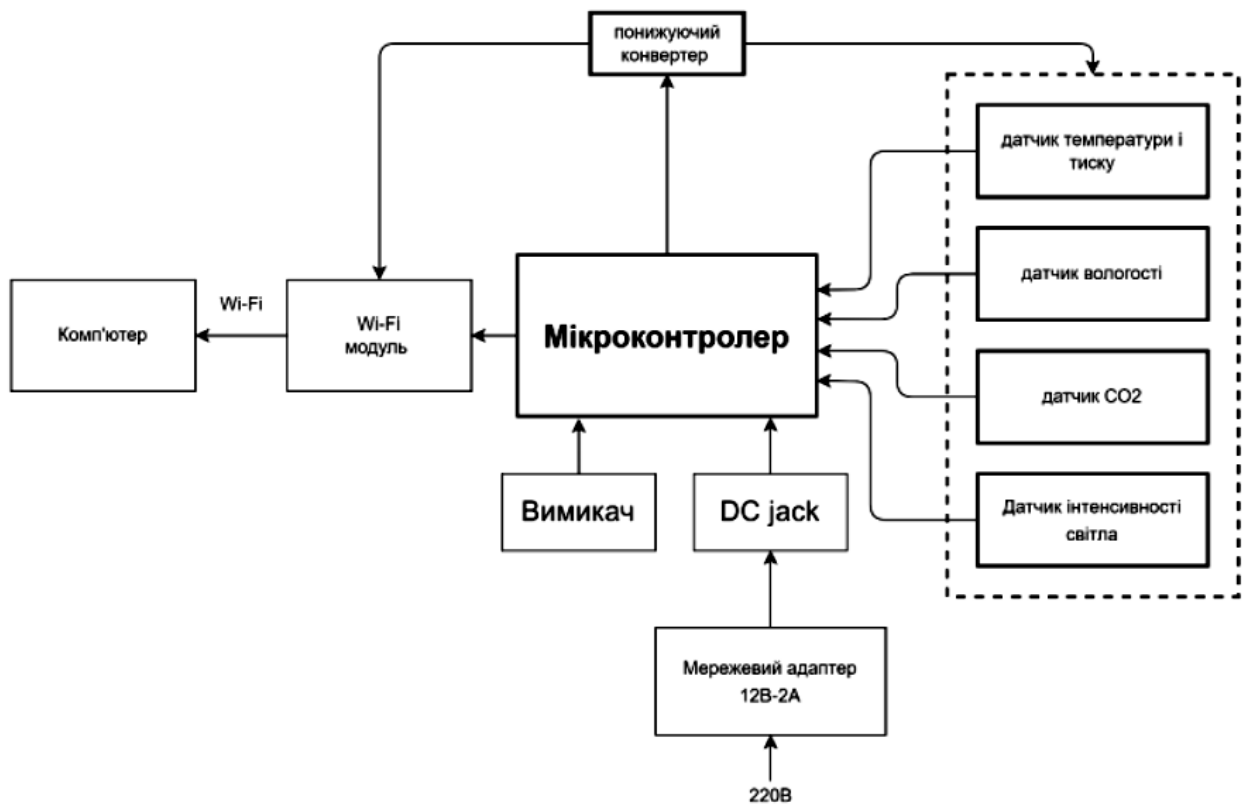 понижуючий
конвертер
датчик температури і
тиску
датчик вологості
Wi-Fi
Комп'ютер
Wi-Fi
модуль
Мікроконтролер
датчик CO2
Вимикач
DC jack
Датчик інтенсивності
світла
Мережевий адаптер
12В-2А
220В